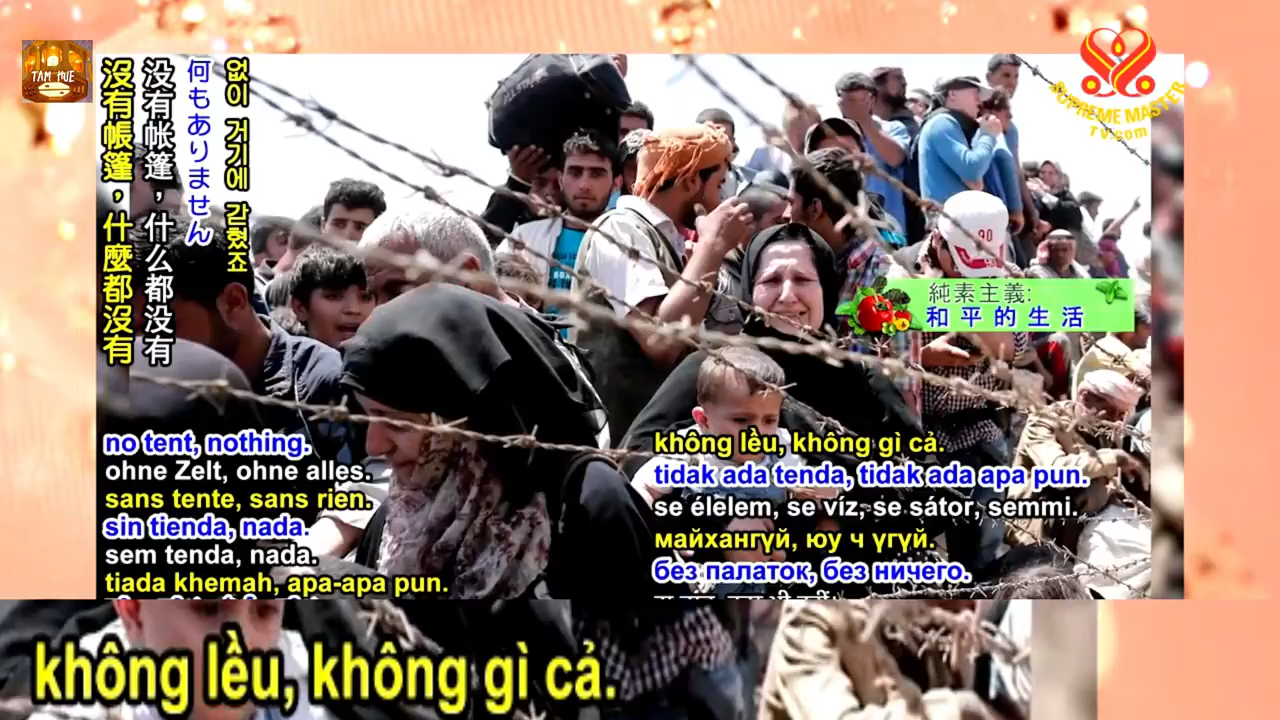 TÂM HUỆ
SUPREME MASTER
TV.com
沒有帳篷，什麼都沒有
没有帐篷，什么都没有
何もありません
없이 거기에 갇혔죠
純素主義:
和平的生活
no tent, nothing.
ohne Zelt, ohne alles.
sans tente, sans rien.
sin tienda, nada.
sem tenda, nada.
tiada khemah, apa-apa pun.
không lều, không gì cả.
tidak ada tenda, tidak ada apa pun.
se élelem, se víz, se sátor, semmi.
майхангүй, юу ч үгүй.
без палаток, без ничего.
không lều, không gì cả.